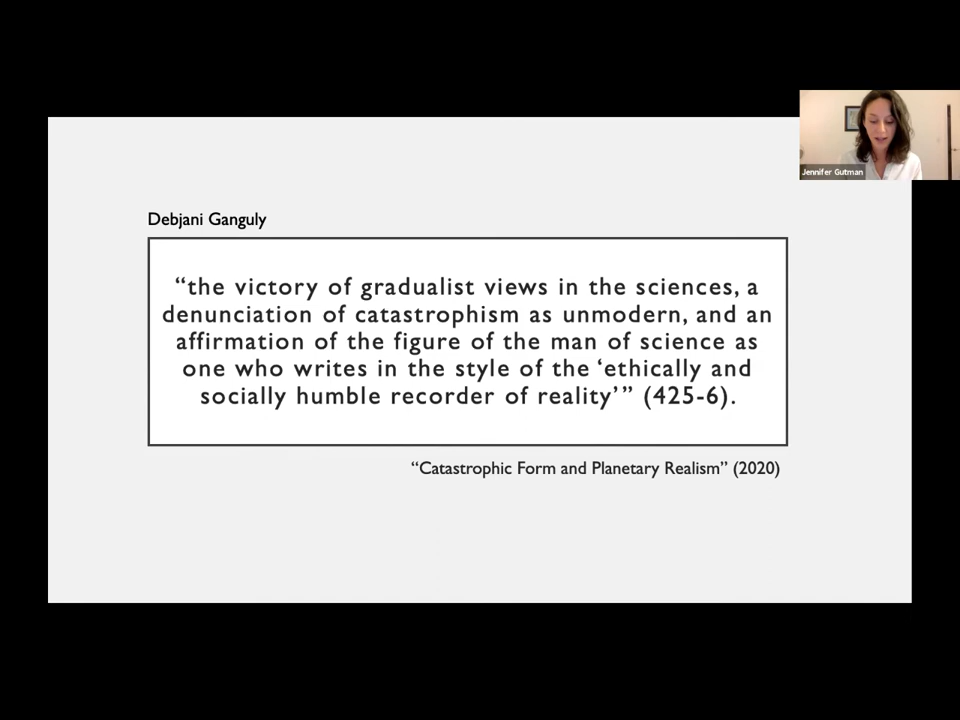 Jennifer Gutman
Debjani Ganguly
“the victory of gradualist views in the sciences, a
denunciation of catastrophism as unmodern, and an
affirmation of the figure of the man of science as
one who writes in the style of the ‘ethically and
socially humble recorder of reality’” (425-6).
“Catastrophic Form and Planetary Realism” (2020)